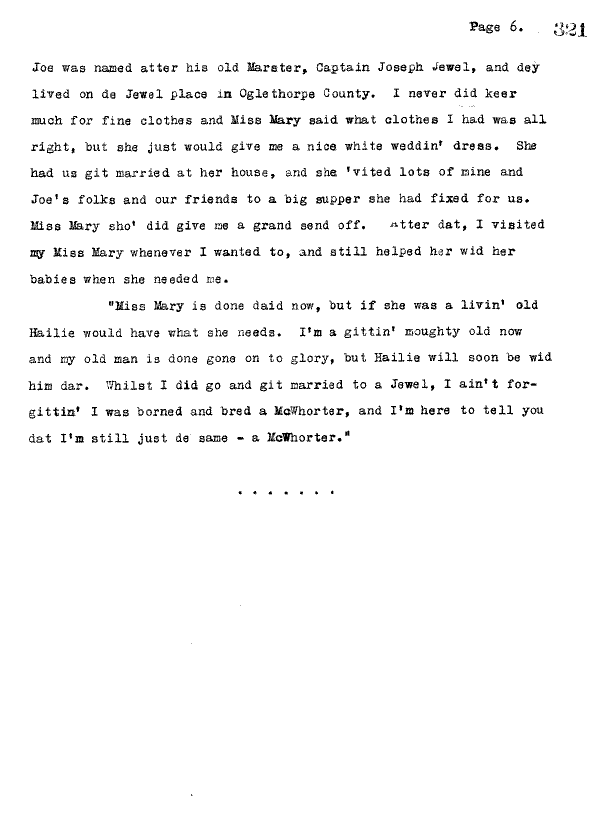 Page 6. 321
Joe was named atter his old Marster, Captain Joseph Jewel, and dey
lived on de Jewel place in Oglethorpe County. I never did keer
much for fine clothes and Miss Mary said what clothes I had was all
right, but she just would give me a nice white weddin' dress. She
had us git married at her house, and she 'vited lots of mine and
Joe's folks and our friends to a big supper she had fixed for us.
Miss Mary sho' did give me a grand send off. Atter dat, I visited
my Miss Mary whenever I wanted to, and still helped her wid her
babies when she needed me.
"Miss Mary is done daid now, but if she was a livin' old
Hailie would have what she needs. I'm a gittin' moughty old now
and my old man is done gone on to glory, but Hailie will soon be wid
him dar. Whilst I did go and git married to a Jewel, I ain't for-
gittin' I was borned and bred a McWhorter, and I'm here to tell you
dat I'm still just de same - a McWhorter."
. . . . . . .